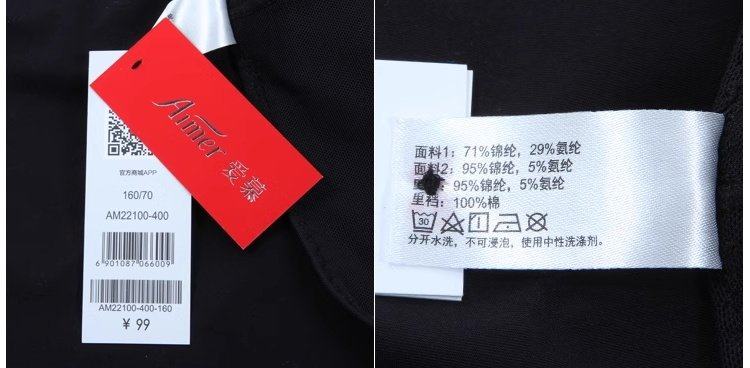 Aimer 爱慕
官方商城APP
160/70
AM22100-400
6 901087 066009
AM22100-400-160
¥ 99
面料1：71%锦纶，29%氨纶
面料2：95%锦纶，5%氨纶
95%锦纶，5%氨纶
里裆：100%棉
30
分开水洗，不可浸泡，使用中性洗涤剂。